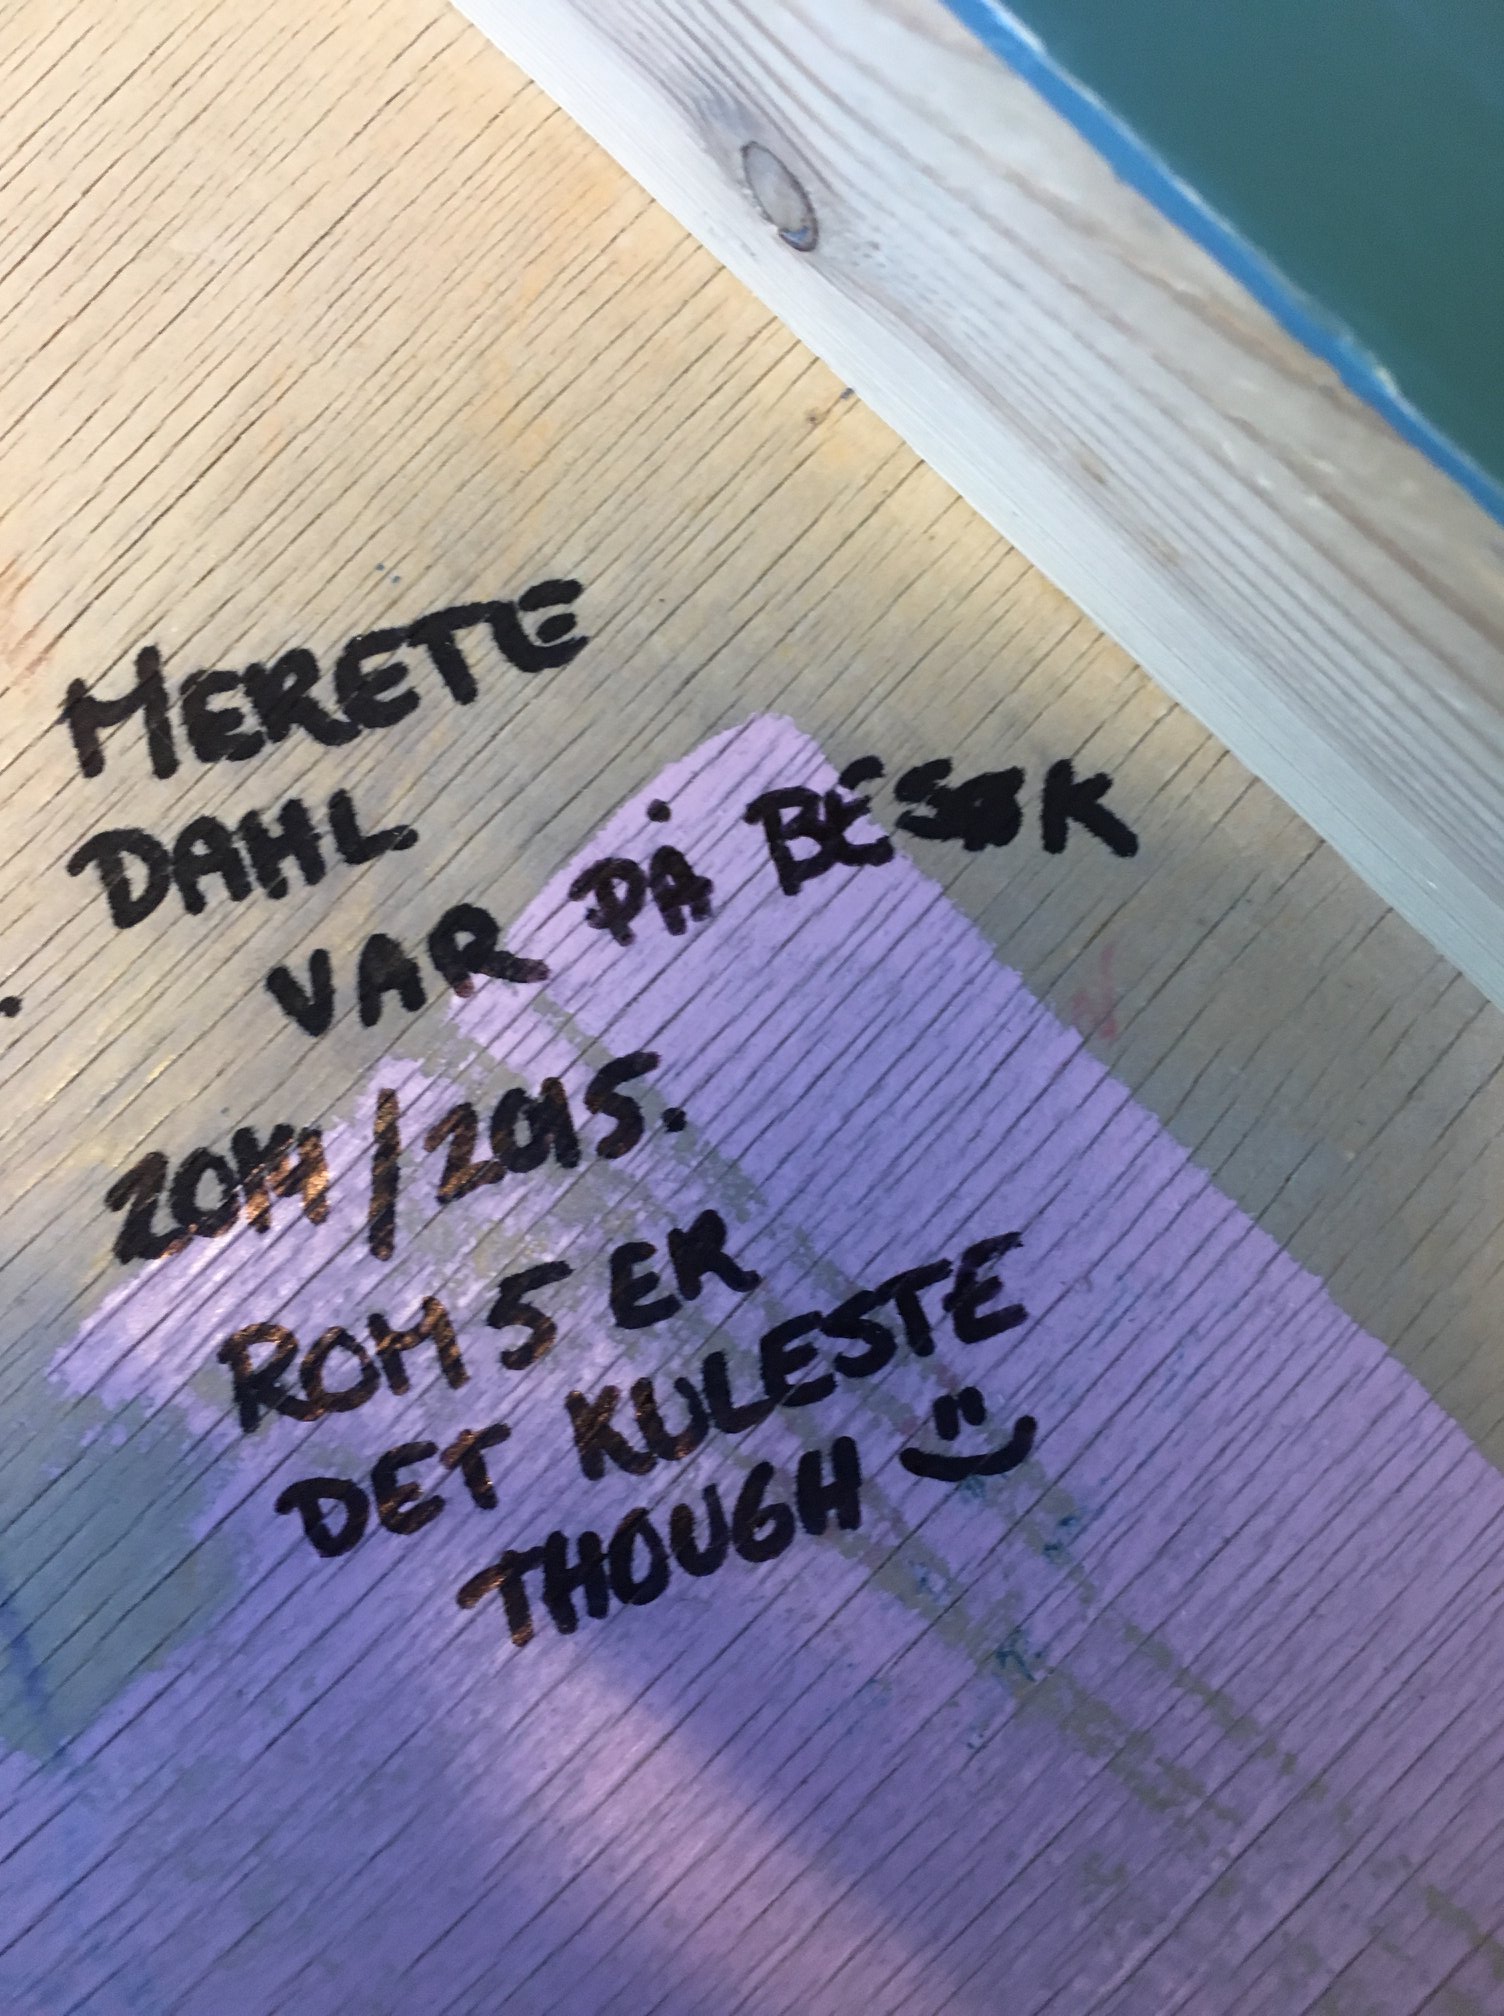 MERETE
DAHL
VAR PÅ BESØK
2014/2015.
ROM 5 ER
DET KULESTE
THOUGH